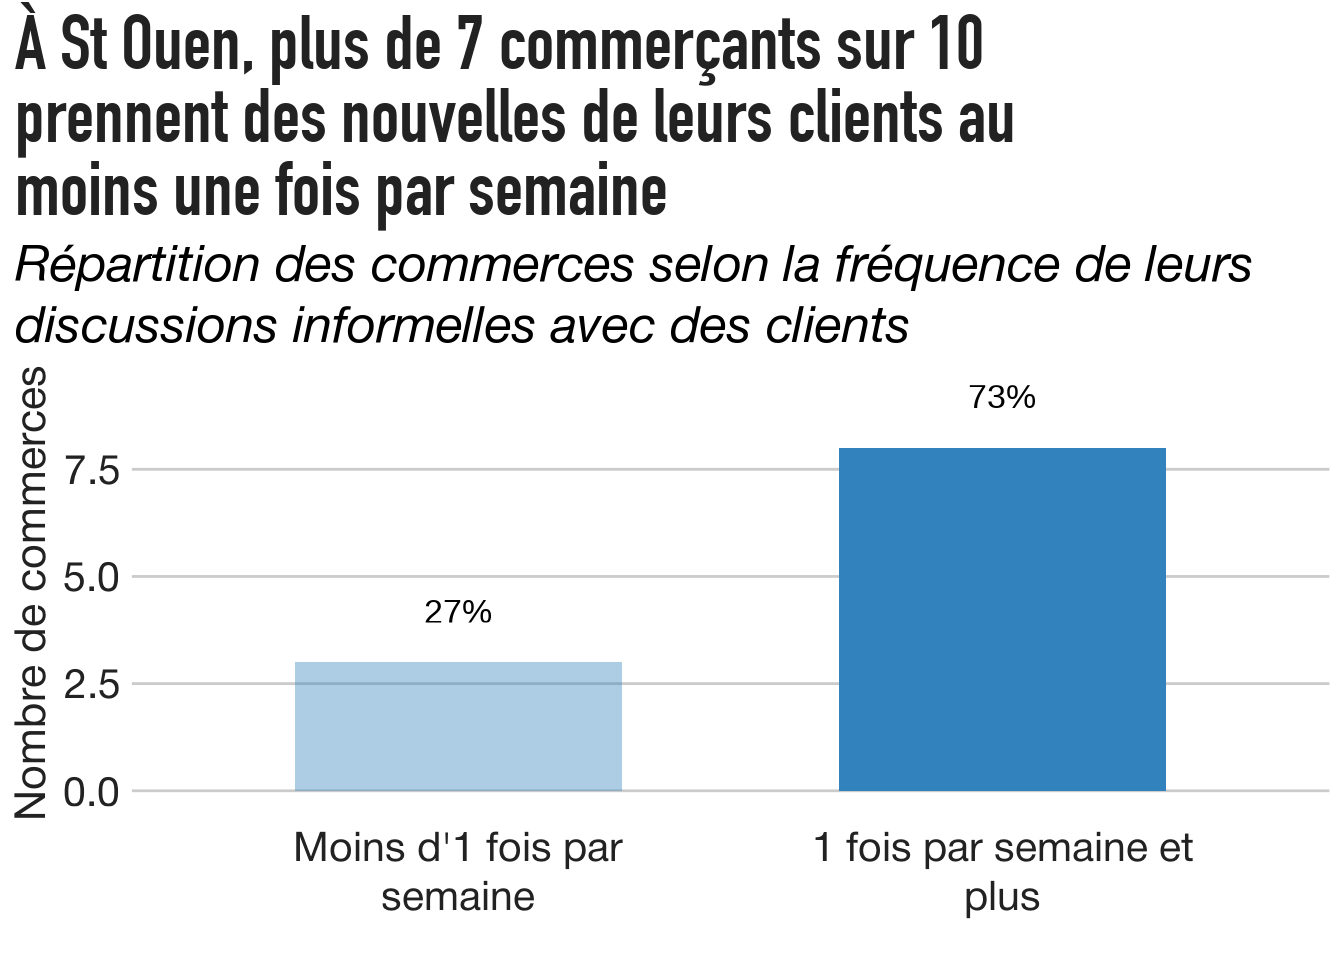 À St Ouen, plus de 7 commerçants sur 10
prennent des nouvelles de leurs clients au
moins une fois par semaine
Répartition des commerces selon la fréquence de leurs
discussions informelles avec des clients
Nombre de commerces
73%
7.5
5.0
27%
2.5
0.0
Moins d'1 fois par
semaine
1 fois par semaine et
plus